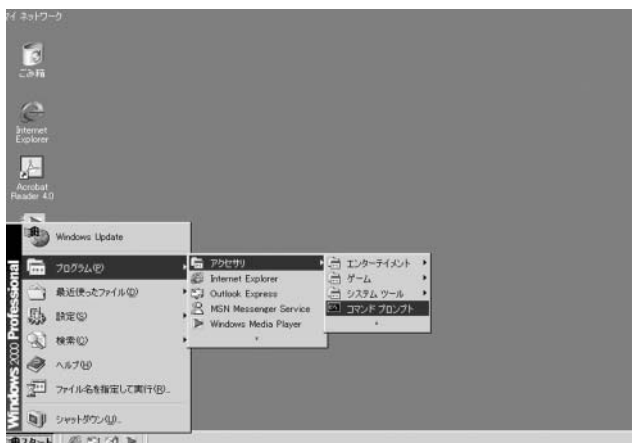 マイ ネットワーク
ごみ箱
Internet
Explorer
Acrobat
Reader 4.0
Windows 2000 Professional
Windows Update
プログラム(P)
最近使ったファイル(D)
設定(S)
検索(C)
ヘルプ(H)
ファイル名を指定して実行(R)...
シャットダウン(U)...
アクセサリ
Internet Explorer
Outlook Express
MSN Messenger Service
Windows Media Player
エンターテイメント
ゲーム
システム ツール
コマンド プロンプト
スタート